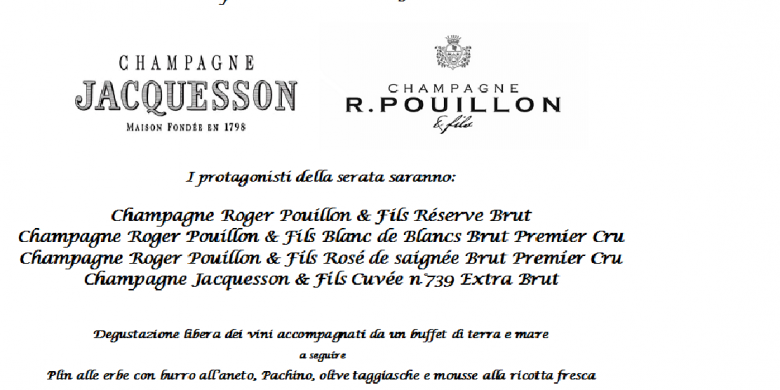 CHAMPAGNE
JACQUESSON
MAISON FONDÉE EN 1798
CHAMPAGNE
R.POUILLON
& fils
I protagonisti della serata saranno:
Champagne Roger Pouillon & Fils Réserve Brut
Champagne Roger Pouillon & Fils Blanc de Blancs Brut Premier Cru
Champagne Roger Pouillon & Fils Rosé de saignée Brut Premier Cru
Champagne Jacquesson & Fils Cuvée n°739 Extra Brut
Degustazione libera dei vini accompagnati da un buffet di terra e mare
a seguire
Plin alle erbe con burro all'aneto, Pachino, olive taggiasche e mousse alla ricotta fresca